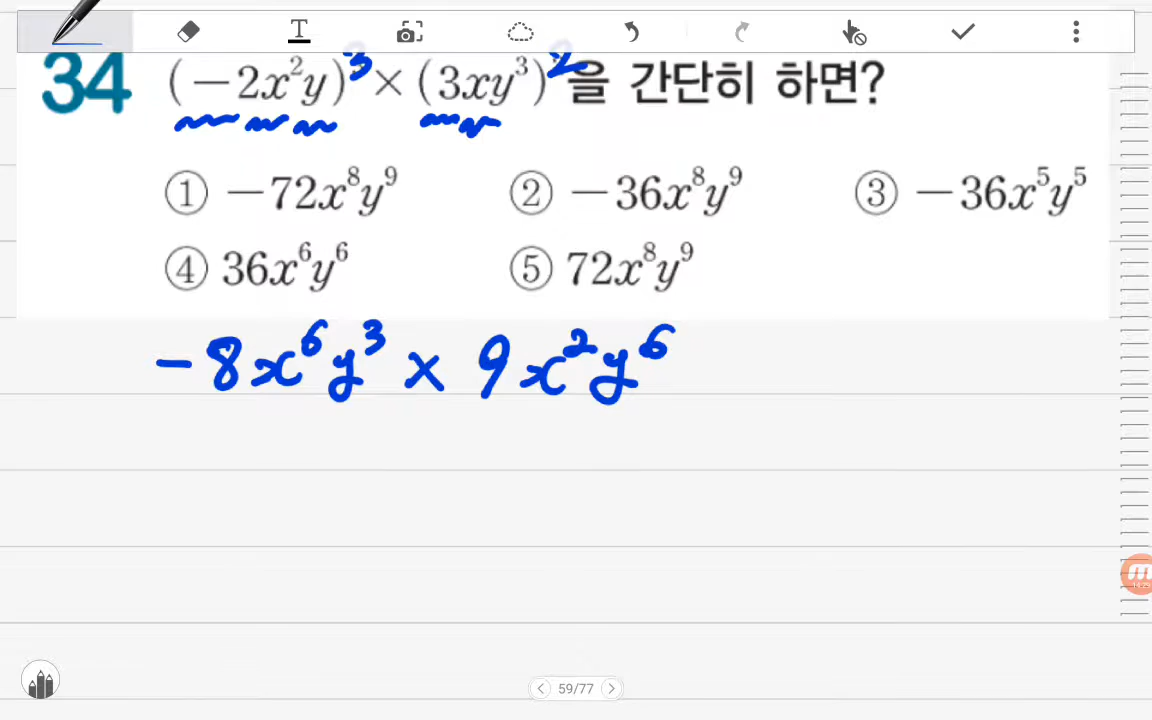 34 (-2x²y)³×(3xy³)²을 간단히 하면?
① -72x⁸y⁹ ② -36x⁸y⁹ ③ -36x⁵y⁵
④ 36x⁶y⁶ ⑤ 72x⁸y⁹
-8x⁶y³ × 9x²y⁶
59/77